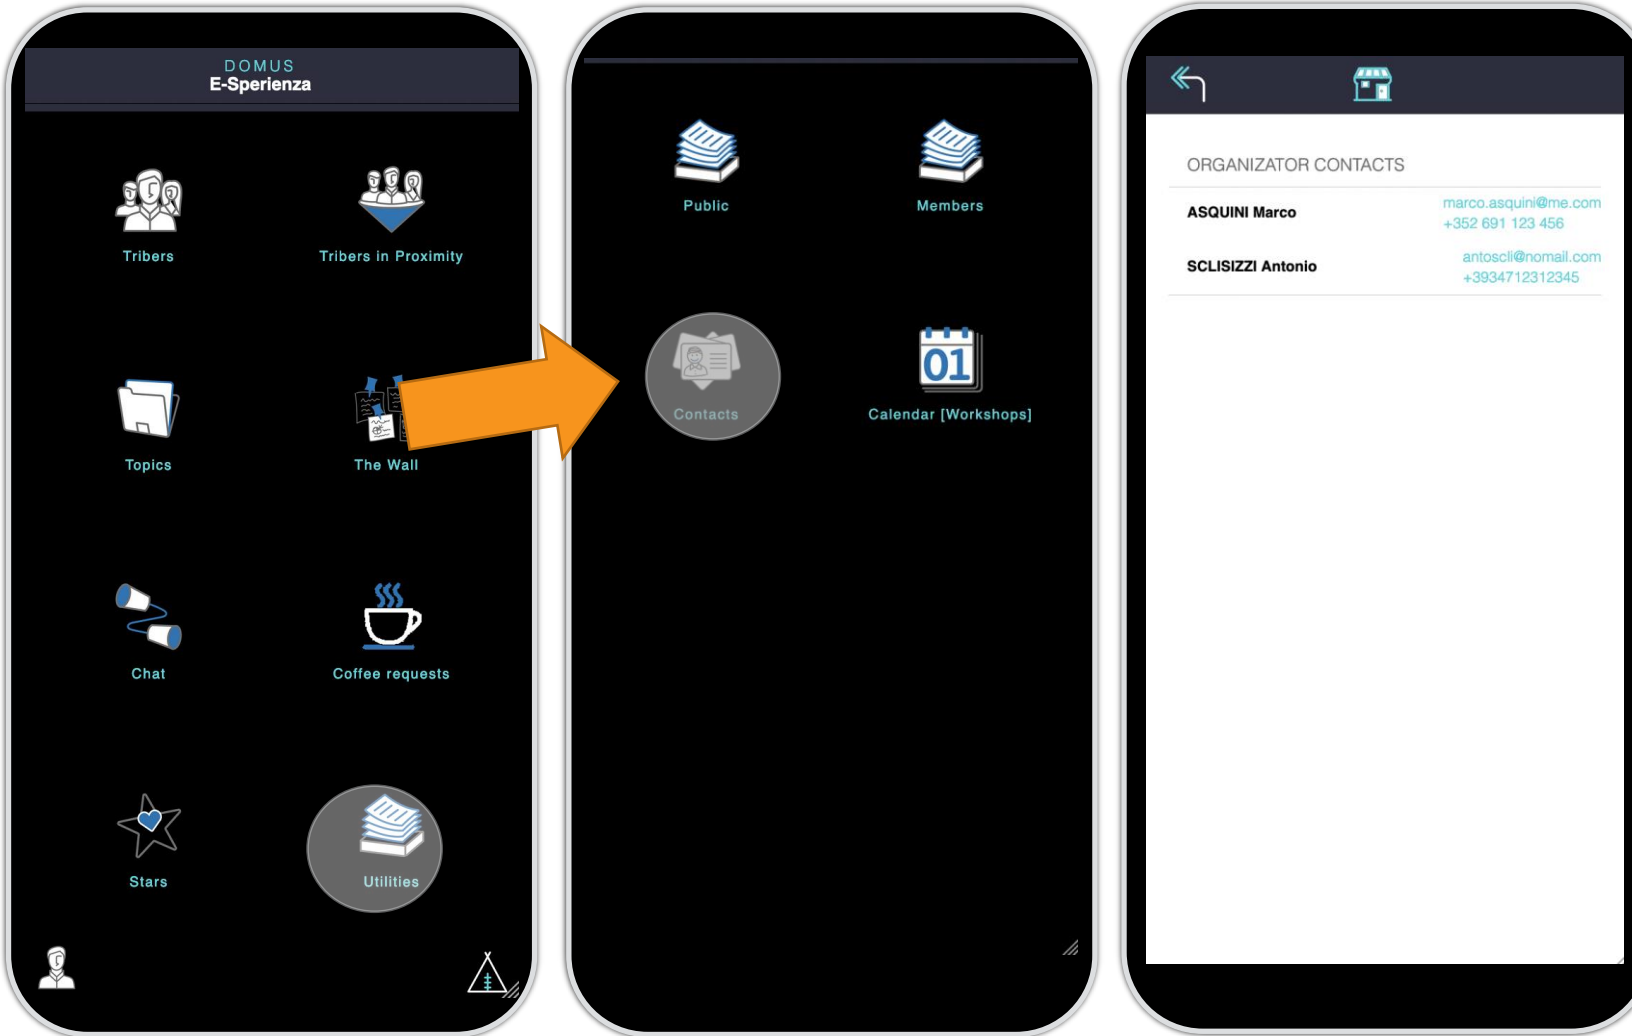 DOMUS
E-Sperienza
Tribers
Tribers in Proximity
Topics
The Wall
Chat
Coffee requests
Stars
Utilities
Public
Members
Contacts
01
Calendar [Workshops]
ORGANIZATOR CONTACTS
ASQUINI Marco
marco.asquini@me.com
+352 691 123 456
SCLISIZZI Antonio
antoscli@nomail.com
+3934712312345